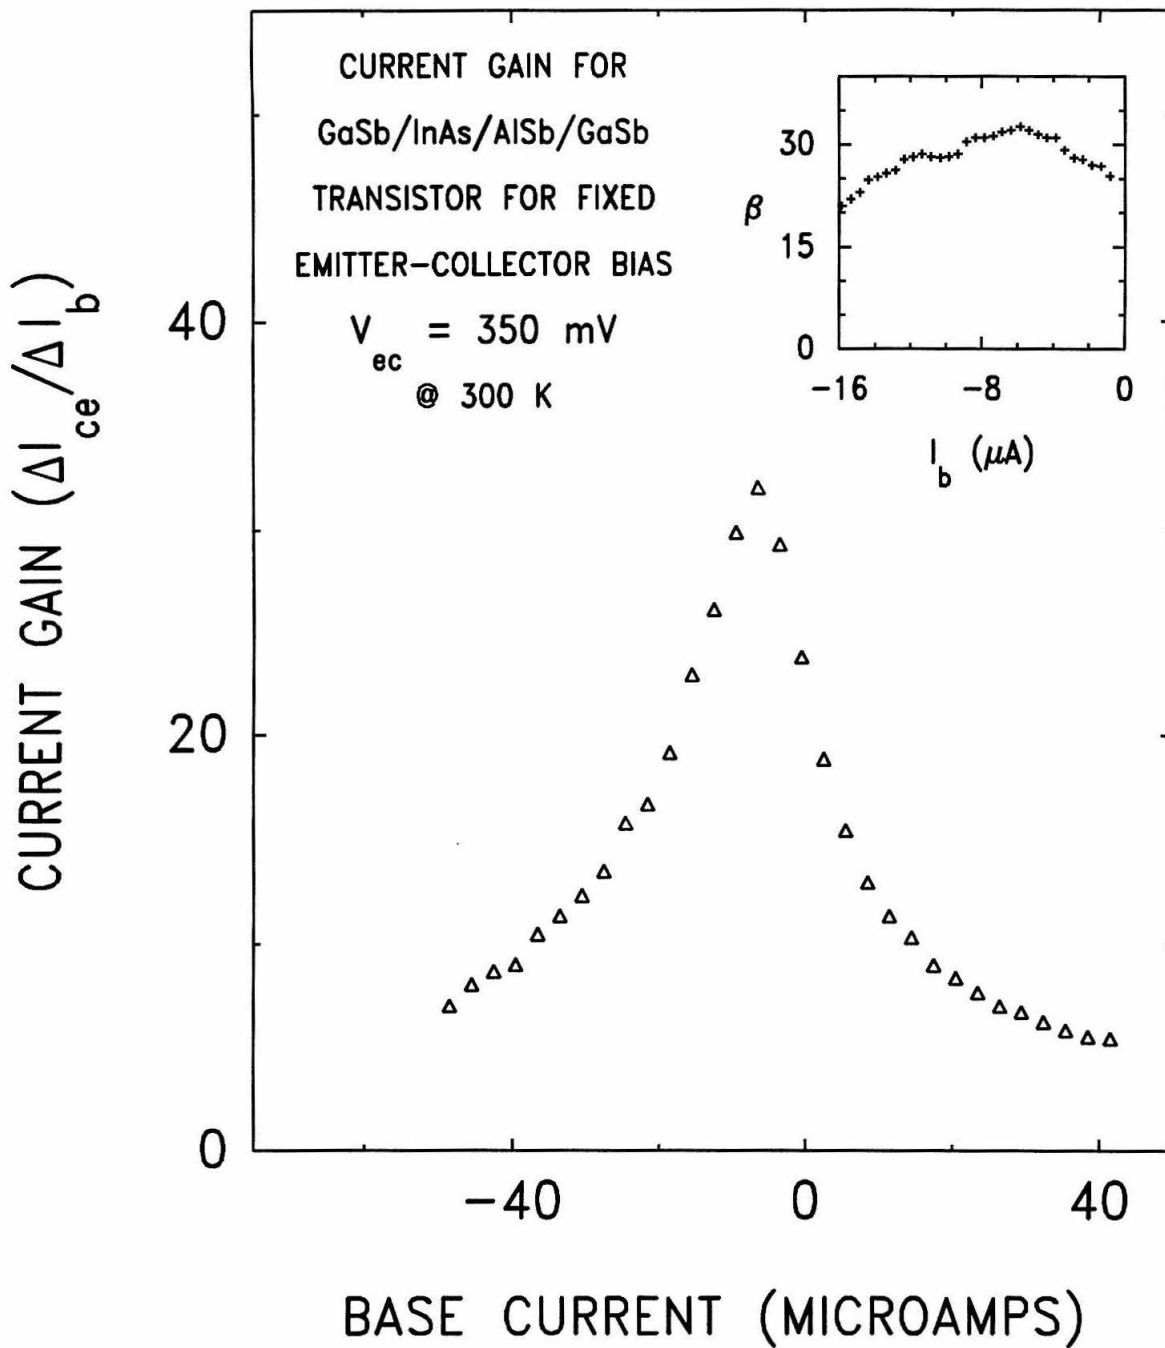 CURRENT GAIN FOR
GaSb/InAs/AlSb/GaSb
TRANSISTOR FOR FIXED
EMITTER-COLLECTOR BIAS
V_ec = 350 mV
@ 300 K
β
30
15
0
-16 -8 0
I_b (μA)
CURRENT GAIN (ΔI_ce/ΔI_b)
40
20
0
-40 0 40
BASE CURRENT (MICROAMPS)